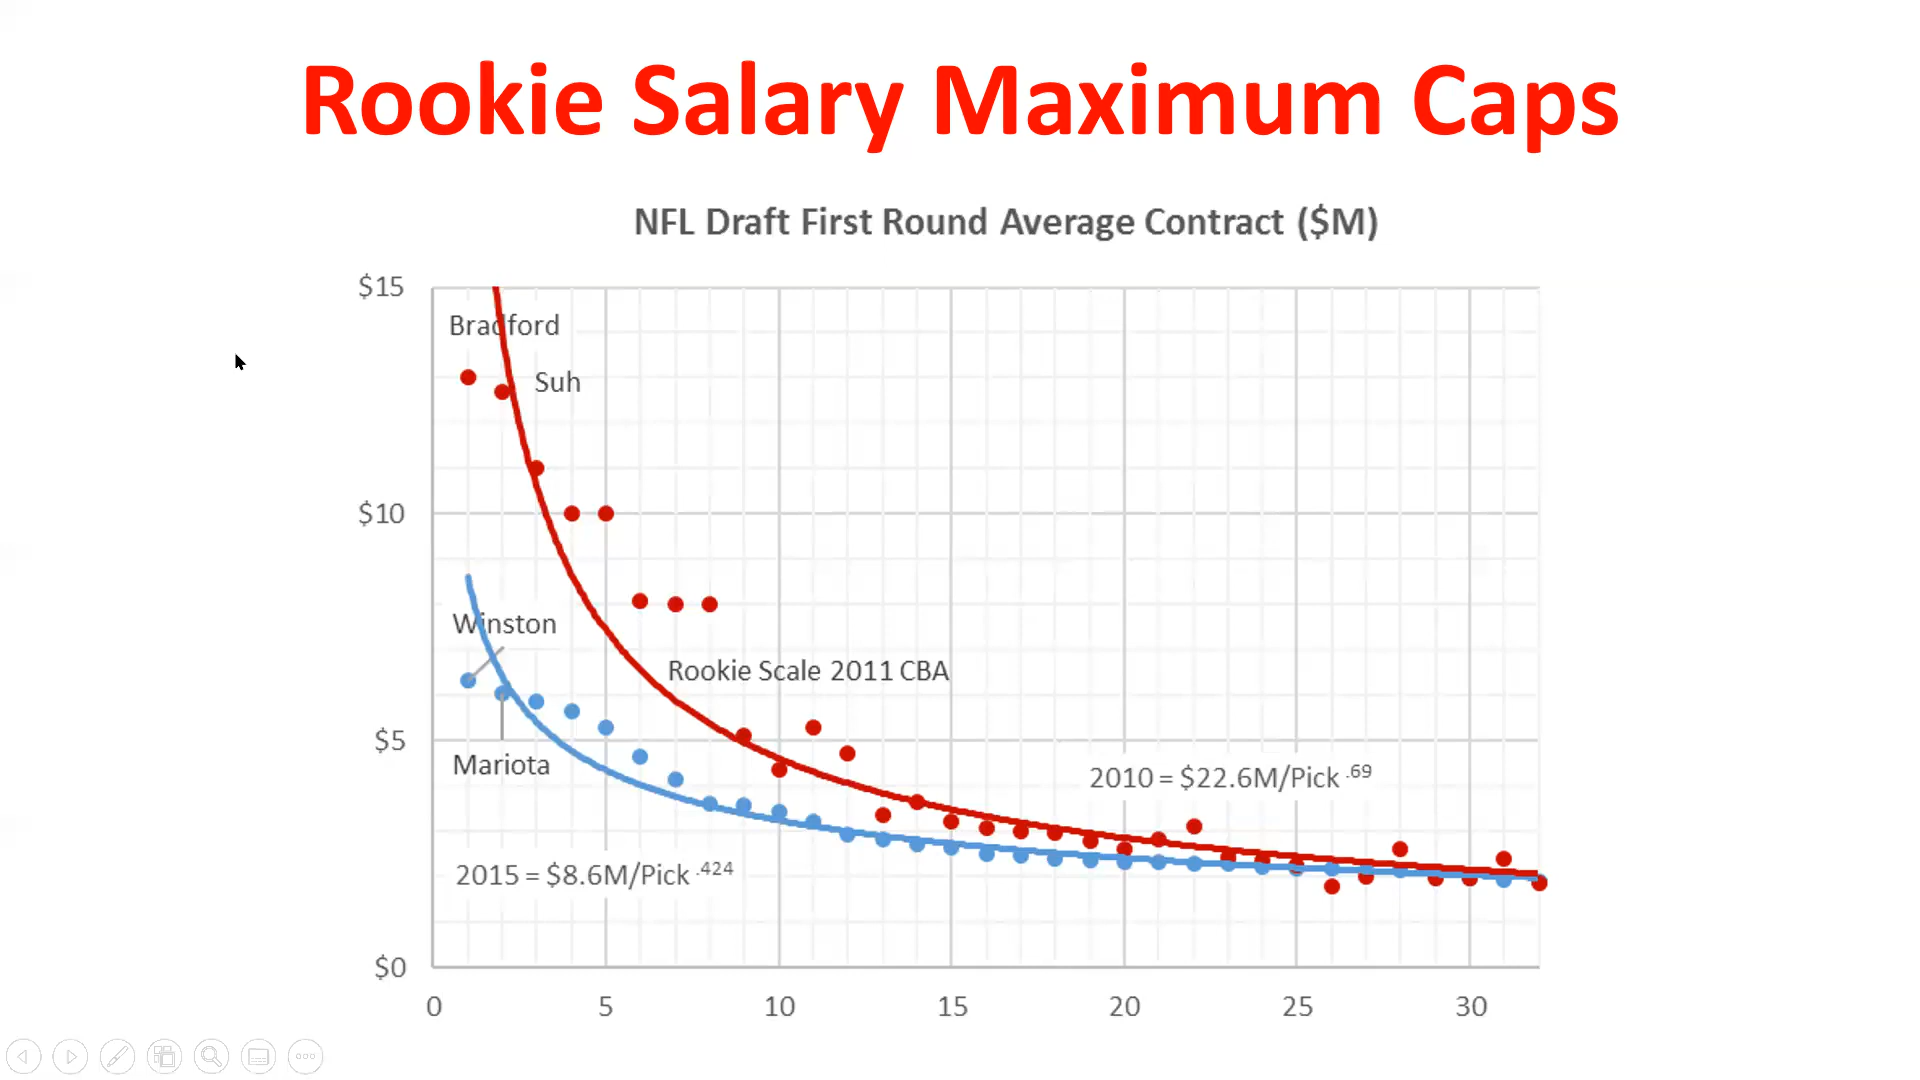 Rookie Salary Maximum Caps
NFL Draft First Round Average Contract ($M)
$15
Bradford
Suh
$10
Winston
Rookie Scale 2011 CBA
$5
Mariota
2010 = $22.6M/Pick .69
2015 = $8.6M/Pick .424
$0
0 5 10 15 20 25 30